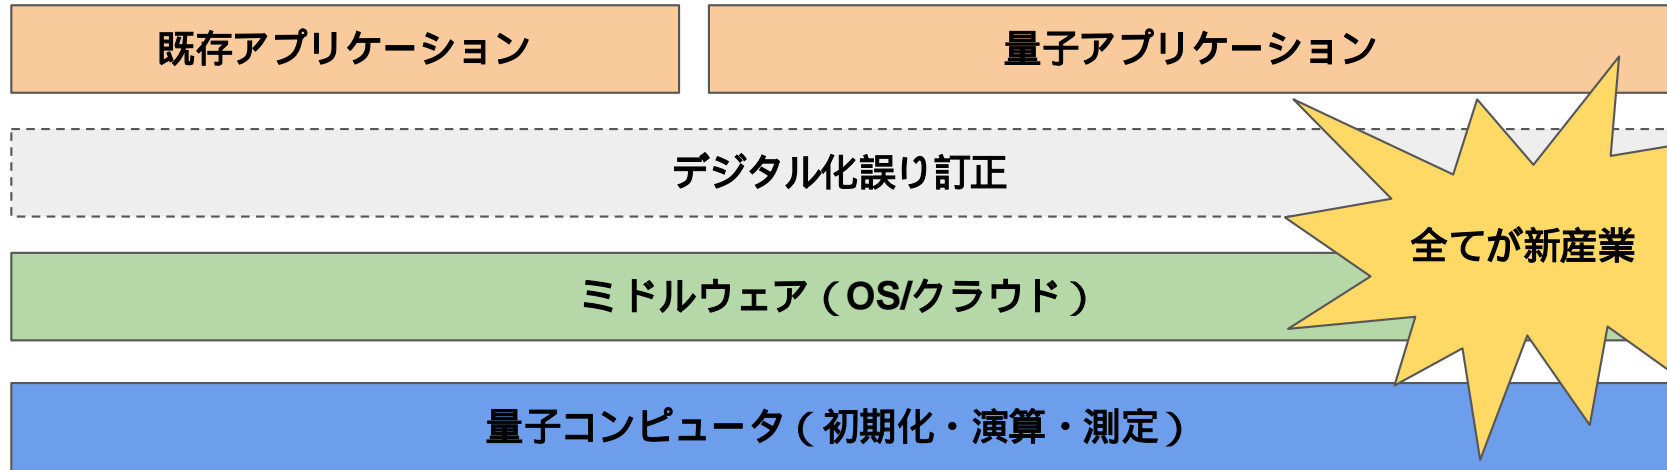 既存アプリケーション
量子アプリケーション
デジタル化誤り訂正
全てが新産業
ミドルウェア（OS/クラウド）
量子コンピュータ（初期化・演算・測定）